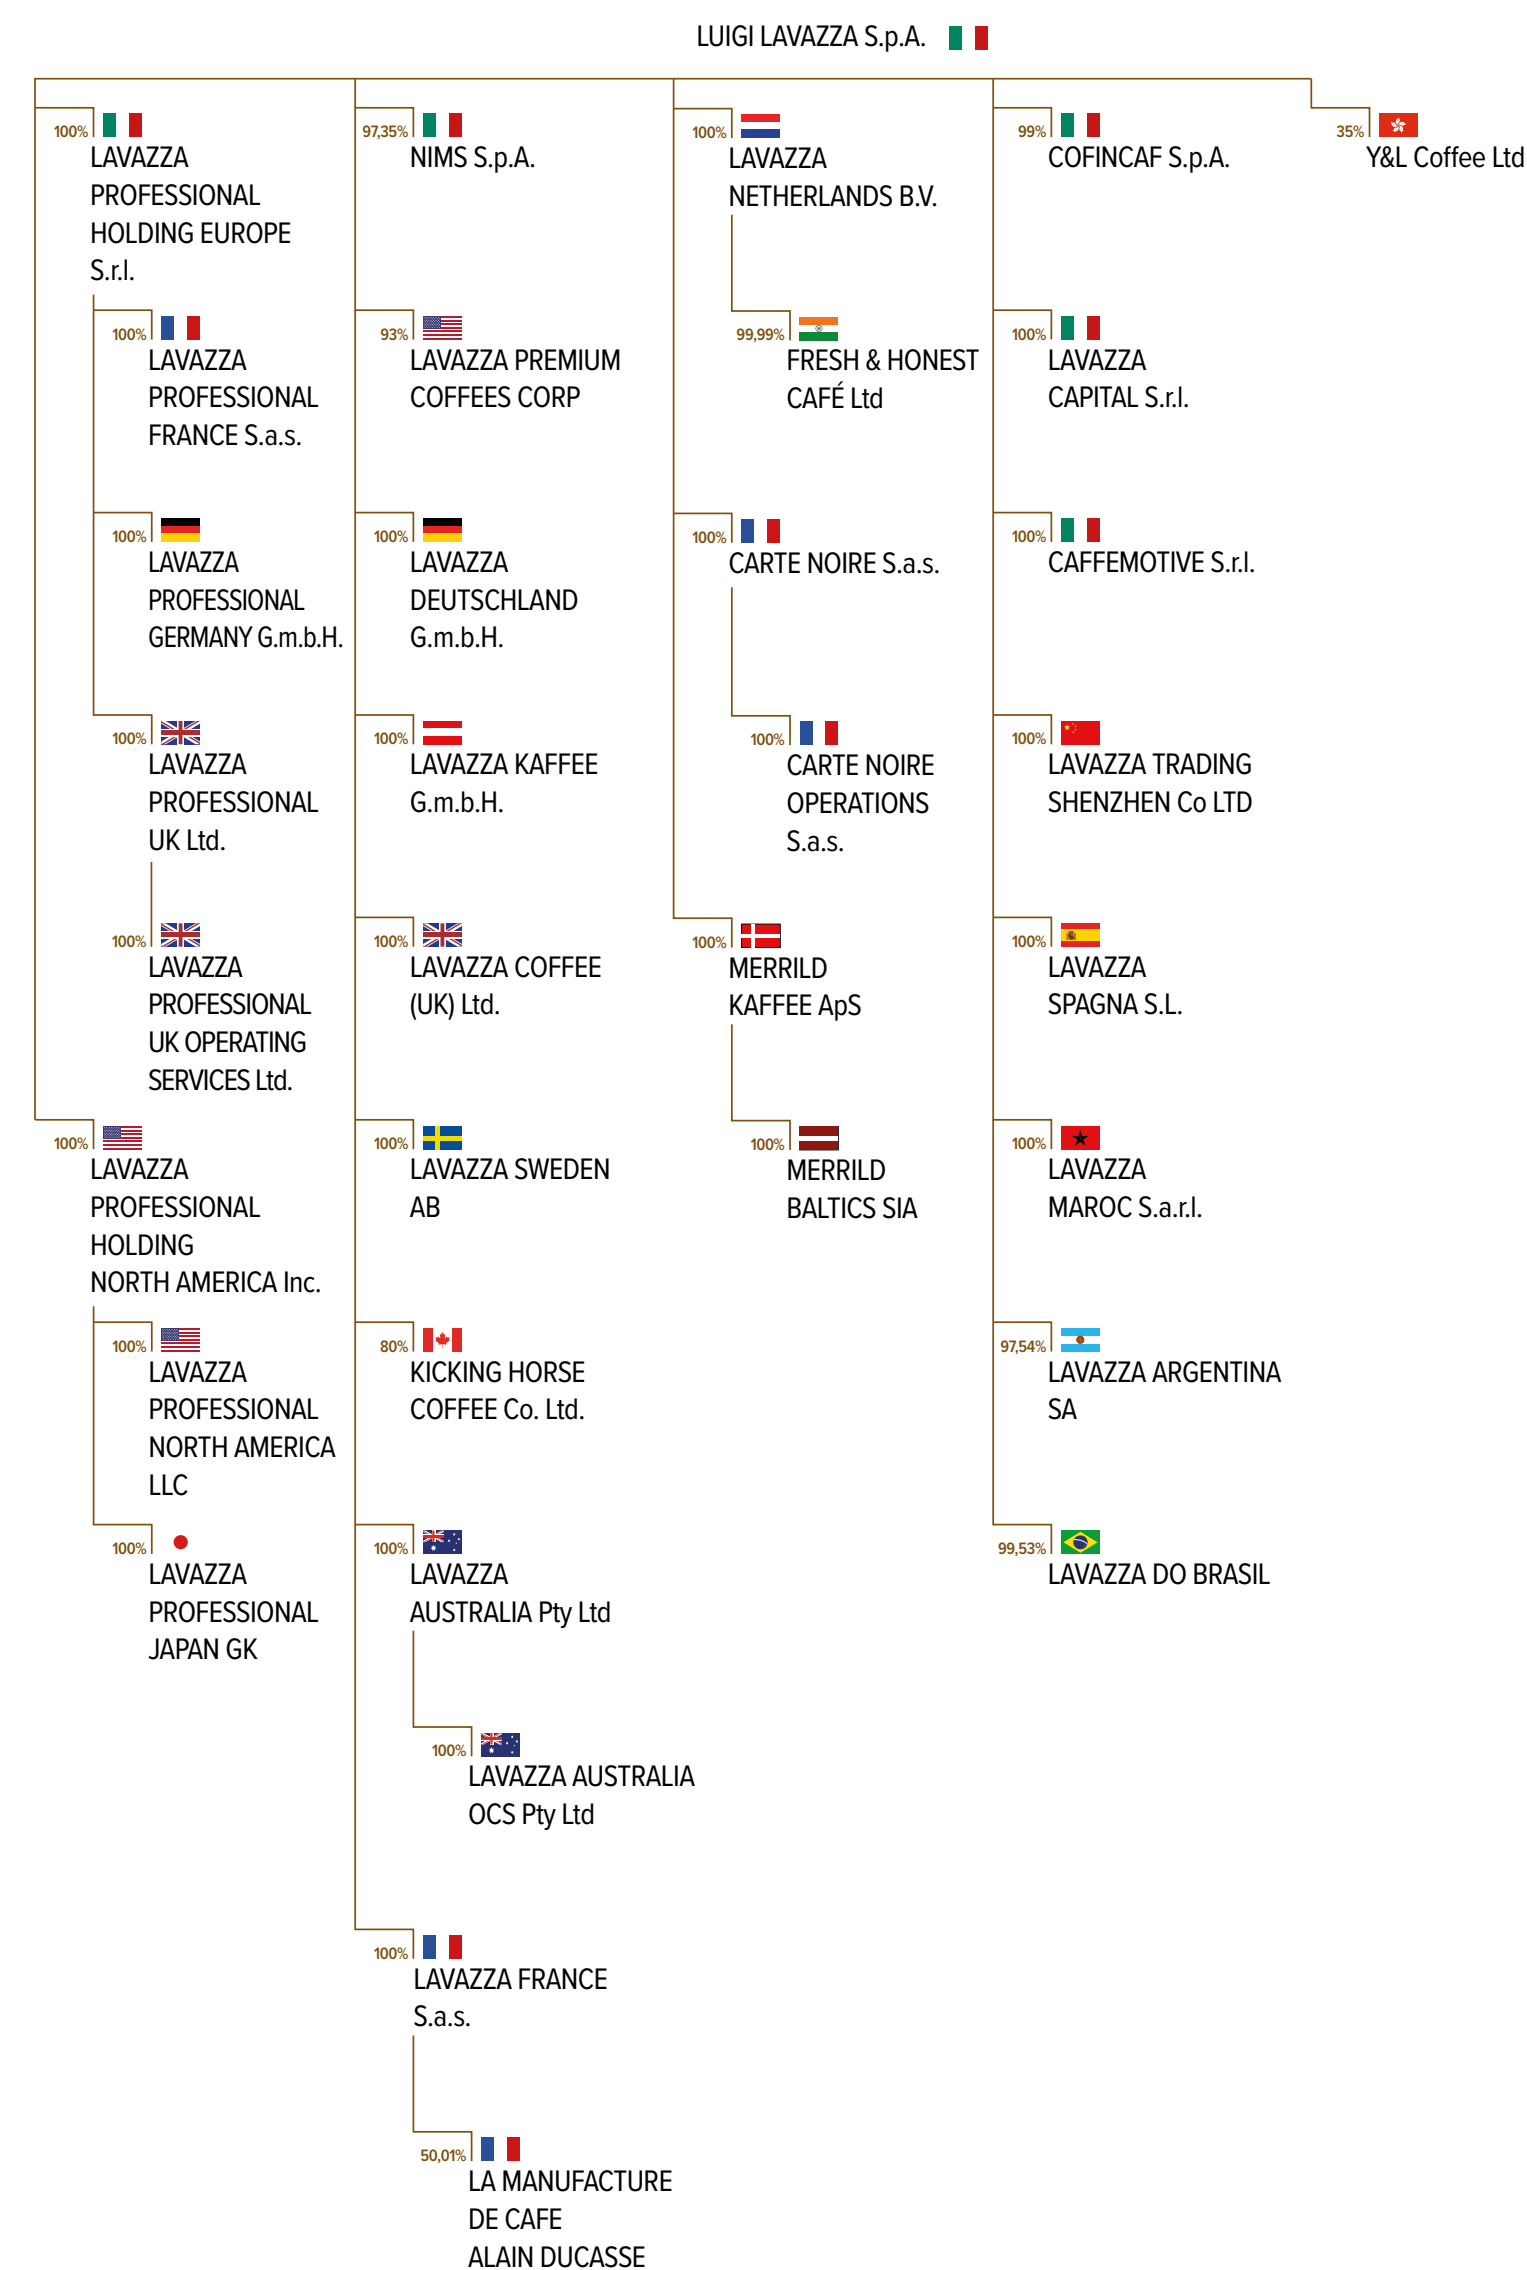 LUIGI LAVAZZA S.p.A.
100%
LAVAZZA
PROFESSIONAL
HOLDING EUROPE
S.r.l.
100%
LAVAZZA
PROFESSIONAL
FRANCE S.a.s.
100%
LAVAZZA
PROFESSIONAL
GERMANY G.m.b.H.
100%
LAVAZZA
PROFESSIONAL
UK Ltd.
100%
LAVAZZA
PROFESSIONAL
UK OPERATING
SERVICES Ltd.
100%
LAVAZZA
PROFESSIONAL
HOLDING
NORTH AMERICA Inc.
100%
LAVAZZA
PROFESSIONAL
NORTH AMERICA
LLC
100%
LAVAZZA
PROFESSIONAL
JAPAN GK
97,35%
NIMS S.p.A.
93%
LAVAZZA PREMIUM
COFFEES CORP
100%
LAVAZZA
DEUTSCHLAND
G.m.b.H.
100%
LAVAZZA KAFFEE
G.m.b.H.
100%
LAVAZZA COFFEE
(UK) Ltd.
100%
LAVAZZA SWEDEN
AB
80%
KICKING HORSE
COFFEE Co. Ltd.
100%
LAVAZZA
AUSTRALIA Pty Ltd
100%
LAVAZZA AUSTRALIA
OCS Pty Ltd
100%
LAVAZZA FRANCE
S.a.s.
50,01%
LA MANUFACTURE
DE CAFE
ALAIN DUCASSE
100%
LAVAZZA
NETHERLANDS B.V.
99,99%
FRESH & HONEST
CAFÉ Ltd
100%
CARTE NOIRE S.a.s.
100%
CARTE NOIRE
OPERATIONS
S.a.s.
100%
MERRILD
KAFFEE ApS
100%
MERRILD
BALTICS SIA
99%
COFINCAF S.p.A.
100%
LAVAZZA
CAPITAL S.r.l.
100%
CAFFEMOTIVE S.r.l.
100%
LAVAZZA TRADING
SHENZHEN Co LTD
100%
LAVAZZA
SPAGNA S.L.
100%
LAVAZZA
MAROC S.a.r.l.
97,54%
LAVAZZA ARGENTINA
SA
99,53%
LAVAZZA DO BRASIL
35%
Y&L Coffee Ltd